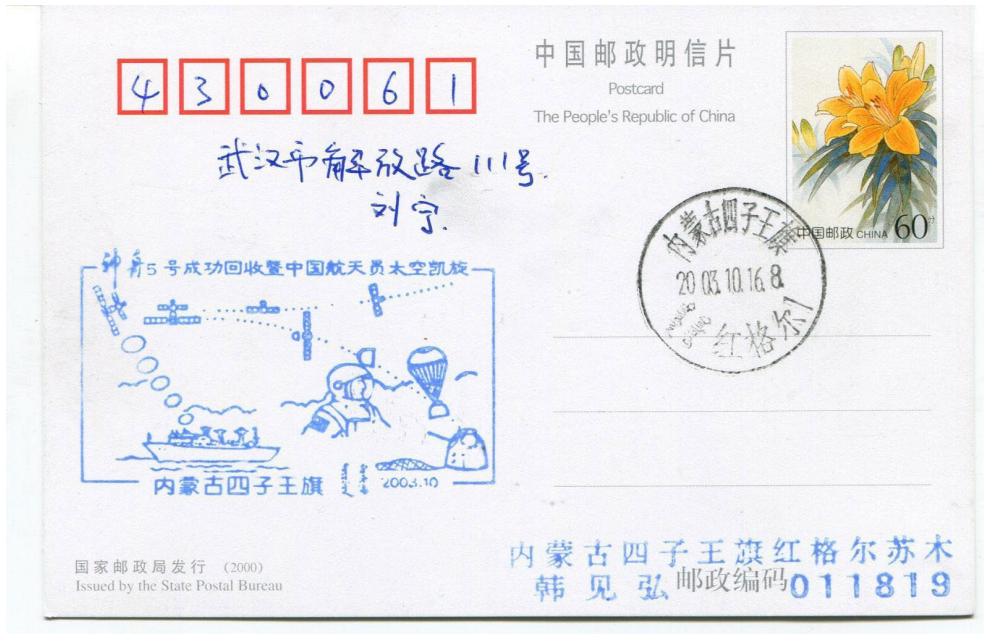 中国邮政明信片
Postcard
The People's Republic of China
430061
武汉市解放路111号.
刘宁.
中国邮政 CHINA 60分
内蒙古四子王旗
2003.10.16.8
红格尔1
神舟5号成功回收暨中国航天员太空凯旋
内蒙古四子王旗
2003.10
国家邮政局发行 (2000)
Issued by the State Postal Bureau
内蒙古四子王旗红格尔苏木
韩见弘 邮政编码 011819